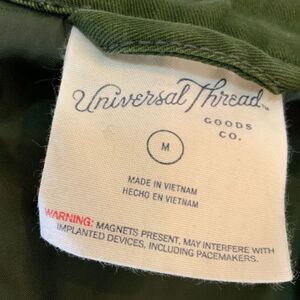 Universal Thread™
GOODS
CO.
M
MADE IN VIETNAM
HECHO EN VIETNAM
WARNING: MAGNETS PRESENT, MAY INTERFERE WITH
IMPLANTED DEVICES, INCLUDING PACEMAKERS.